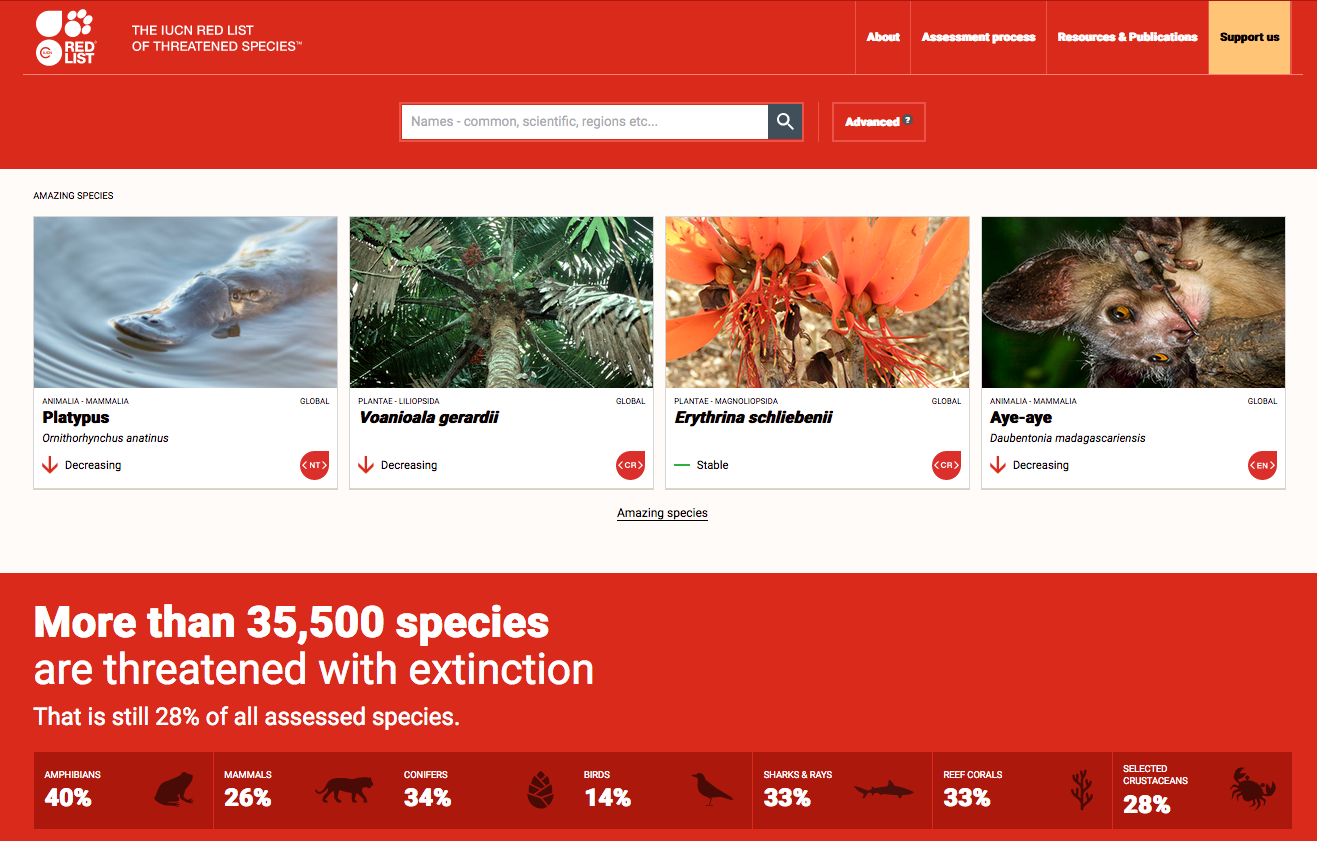 IUCN
RED
LIST
THE IUCN RED LIST
OF THREATENED SPECIES™
About
Assessment process
Resources & Publications
Support us
Names - common, scientific, regions etc...
Advanced ?
AMAZING SPECIES
ANIMALIA - MAMMALIA GLOBAL
Platypus
Ornithorhynchus anatinus
Decreasing <NT>
PLANTAE - LILIOPSIDA GLOBAL
Voanioala gerardii
Decreasing <CR>
PLANTAE - MAGNOLIOPSIDA GLOBAL
Erythrina schliebenii
Stable <CR>
ANIMALIA - MAMMALIA GLOBAL
Aye-aye
Daubentonia madagascariensis
Decreasing <EN>
Amazing species
More than 35,500 species
are threatened with extinction
That is still 28% of all assessed species.
AMPHIBIANS
40%
MAMMALS
26%
CONIFERS
34%
BIRDS
14%
SHARKS & RAYS
33%
REEF CORALS
33%
SELECTED
CRUSTACEANS
28%